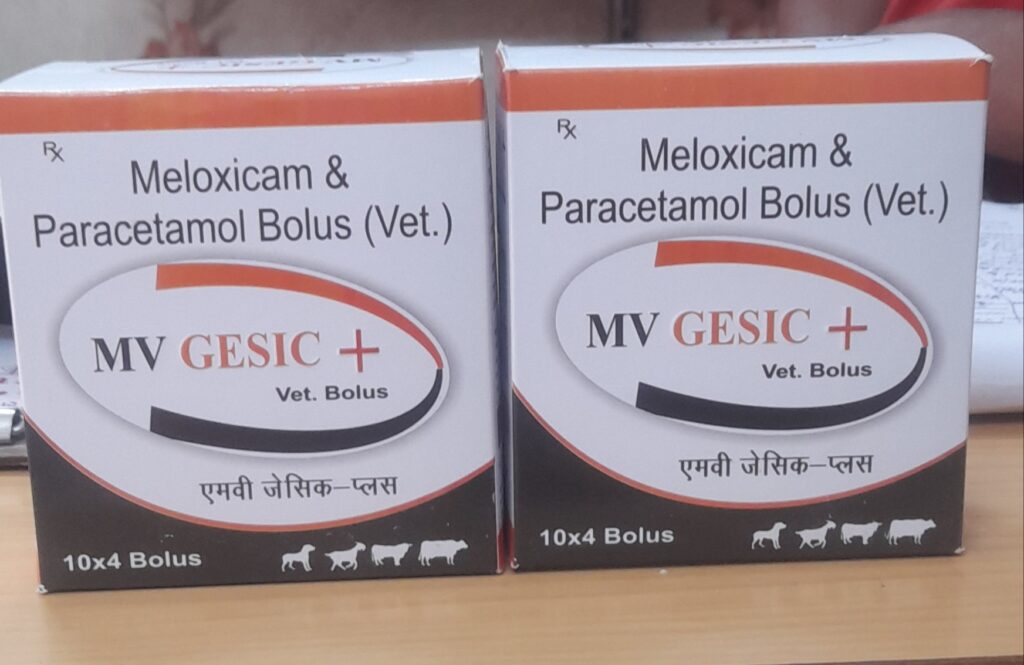 Rx
Meloxicam &
Paracetamol Bolus (Vet.)
MV GESIC +
Vet. Bolus
एमवी जेसिक–प्लस
10x4 Bolus
Rx
Meloxicam &
Paracetamol Bolus (Vet.)
MV GESIC +
Vet. Bolus
एमवी जेसिक–प्लस
10x4 Bolus